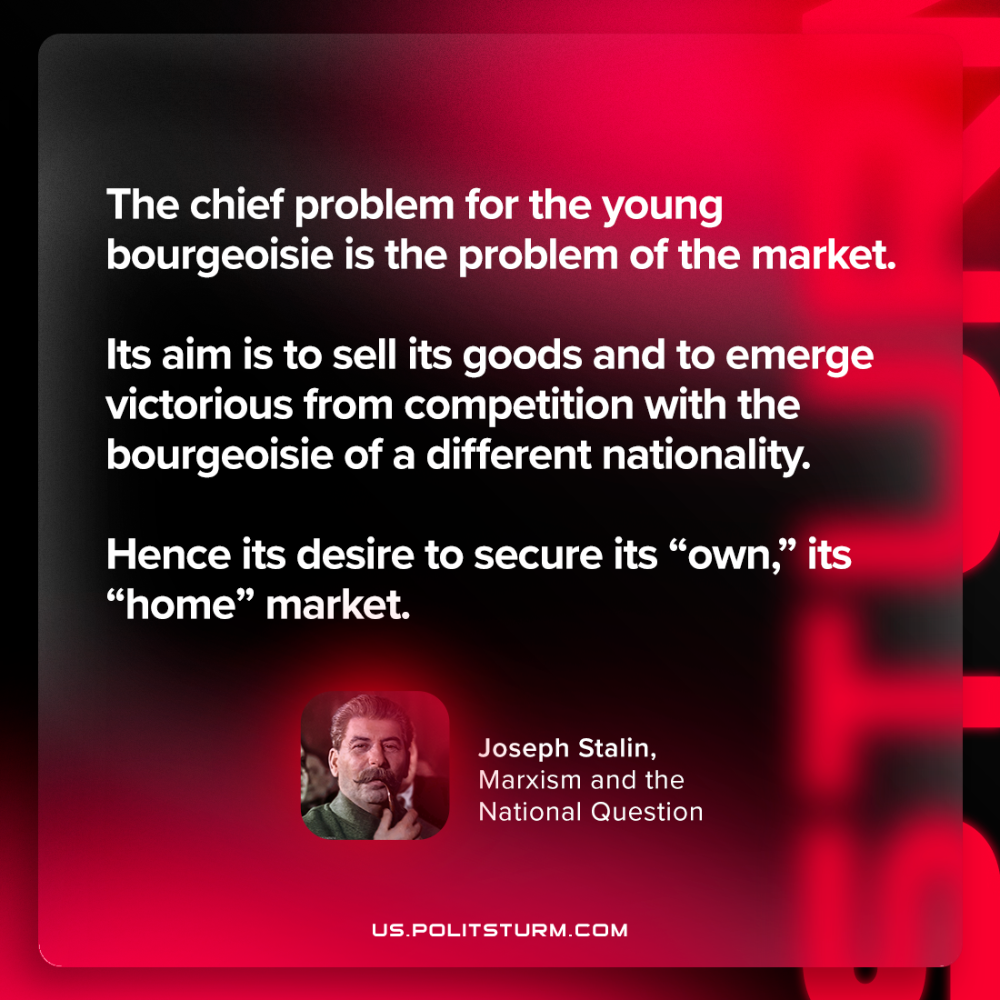 The chief problem for the young
bourgeoisie is the problem of the market.
Its aim is to sell its goods and to emerge
victorious from competition with the
bourgeoisie of a different nationality.
Hence its desire to secure its “own,” its
“home” market.
Joseph Stalin,
Marxism and the
National Question
US.POLITSTURM.COM